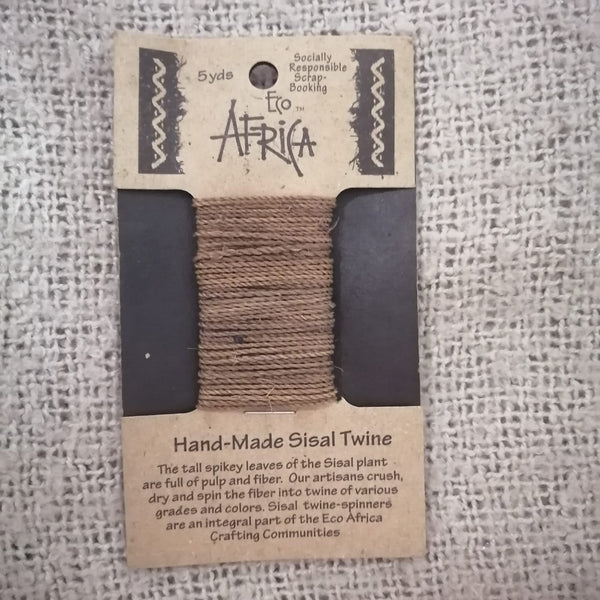 5yds
Socially
Responsible
Scrap-
Booking
Eco ™
AFRICA
Hand-Made Sisal Twine
The tall spikey leaves of the Sisal plant
are full of pulp and fiber. Our artisans crush,
dry and spin the fiber into twine of various
grades and colors. Sisal twine-spinners
are an integral part of the Eco Africa
Crafting Communities